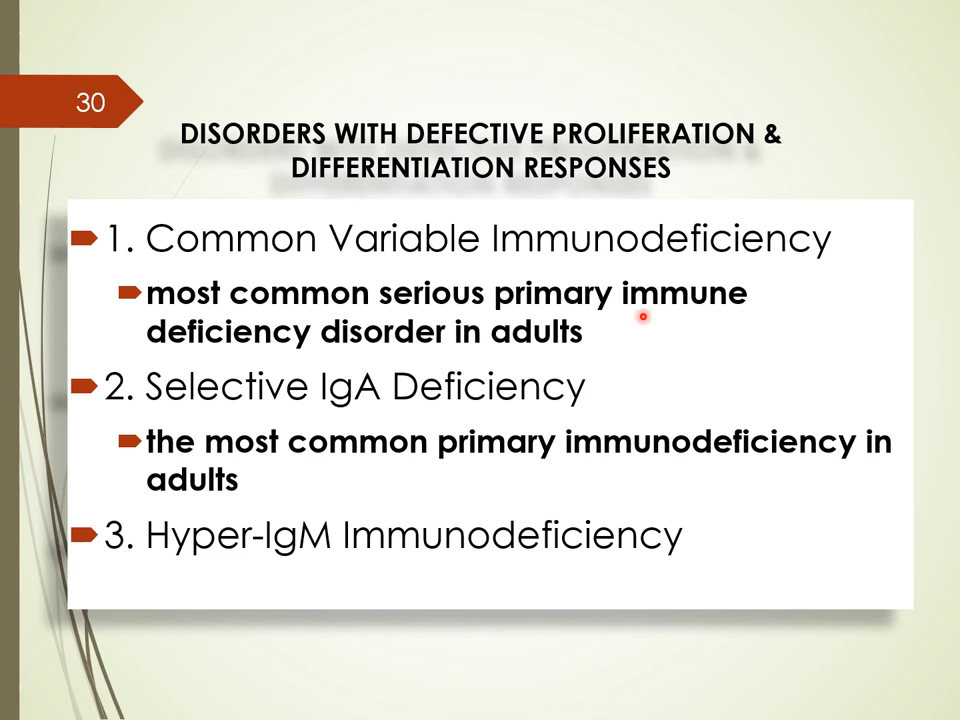 30
DISORDERS WITH DEFECTIVE PROLIFERATION &
DIFFERENTIATION RESPONSES
1. Common Variable Immunodeficiency
most common serious primary immune
deficiency disorder in adults
2. Selective IgA Deficiency
the most common primary immunodeficiency in
adults
3. Hyper-IgM Immunodeficiency